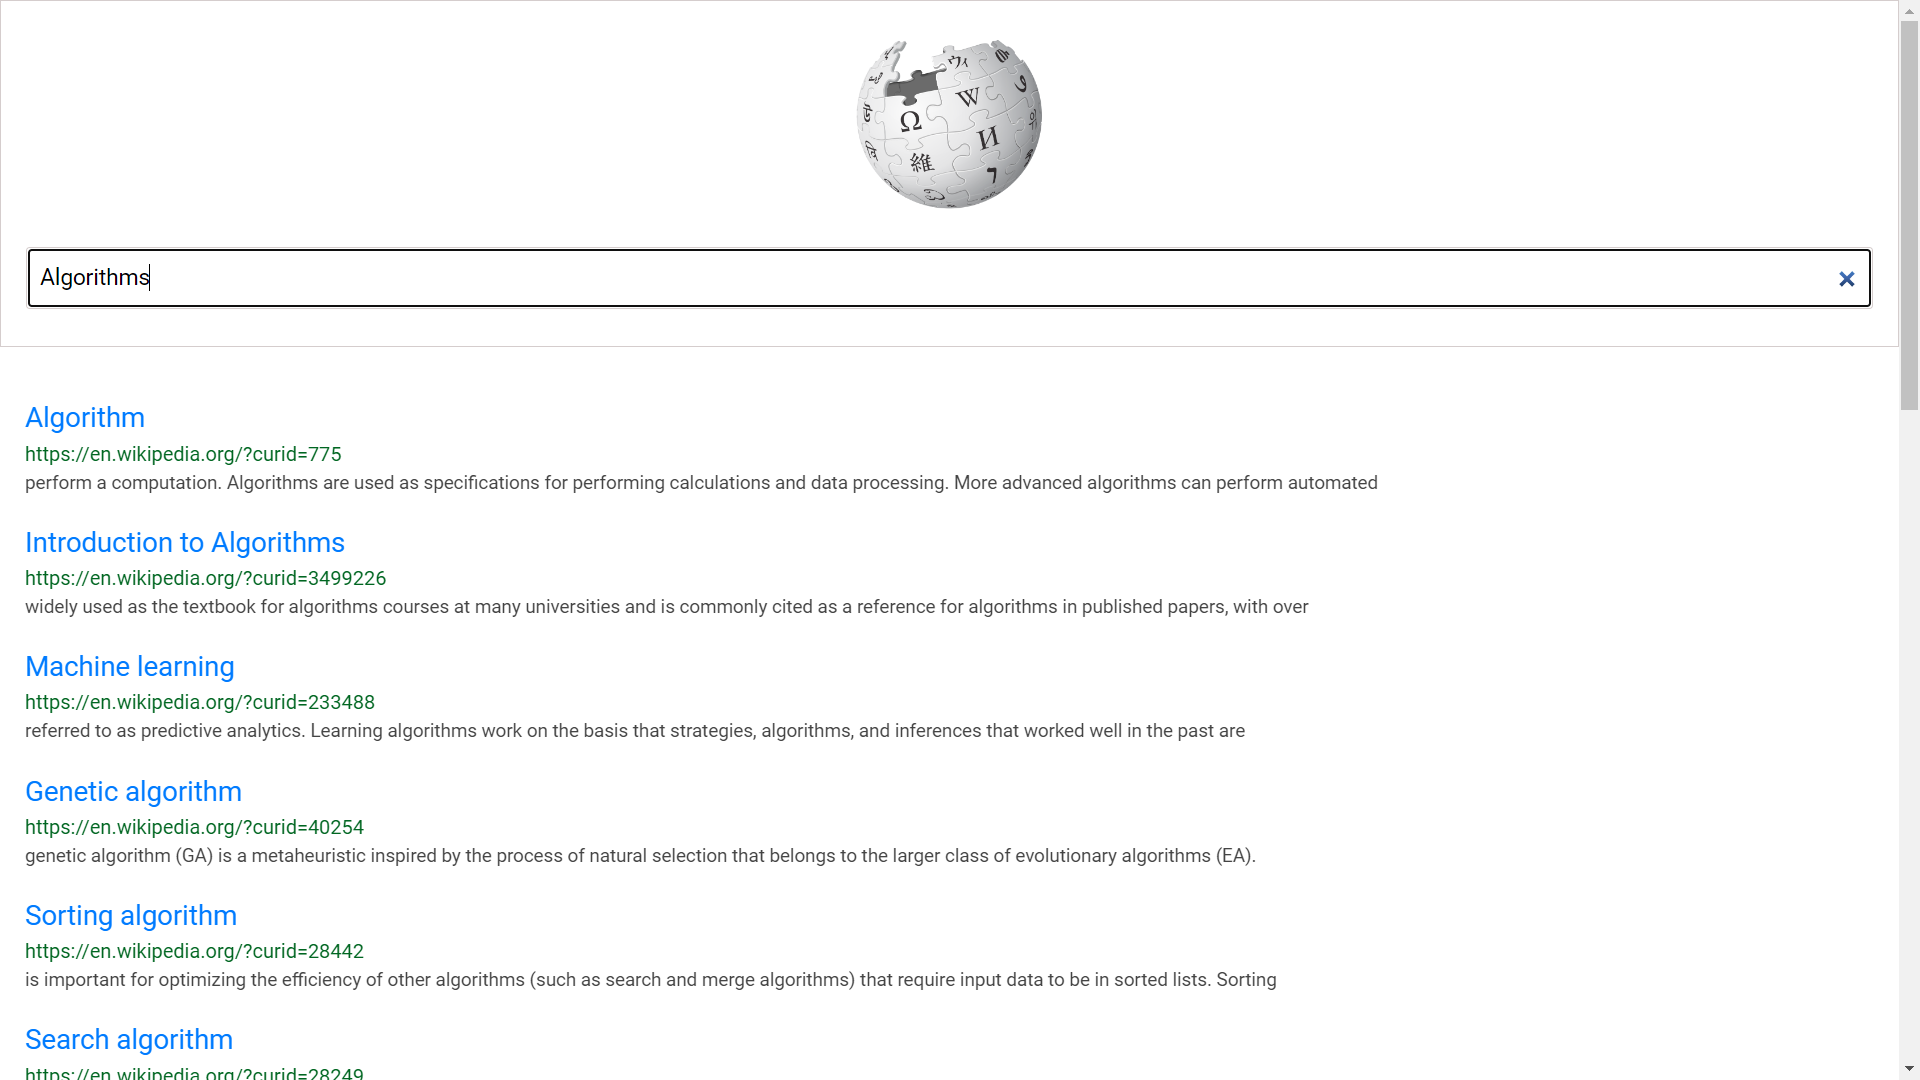 Ω
W
И
維
ウィ
7
Algorithms
Algorithm
https://en.wikipedia.org/?curid=775
perform a computation. Algorithms are used as specifications for performing calculations and data processing. More advanced algorithms can perform automated
Introduction to Algorithms
https://en.wikipedia.org/?curid=3499226
widely used as the textbook for algorithms courses at many universities and is commonly cited as a reference for algorithms in published papers, with over
Machine learning
https://en.wikipedia.org/?curid=233488
referred to as predictive analytics. Learning algorithms work on the basis that strategies, algorithms, and inferences that worked well in the past are
Genetic algorithm
https://en.wikipedia.org/?curid=40254
genetic algorithm (GA) is a metaheuristic inspired by the process of natural selection that belongs to the larger class of evolutionary algorithms (EA).
Sorting algorithm
https://en.wikipedia.org/?curid=28442
is important for optimizing the efficiency of other algorithms (such as search and merge algorithms) that require input data to be in sorted lists. Sorting
Search algorithm
https://en.wikipedia.org/?curid=28249